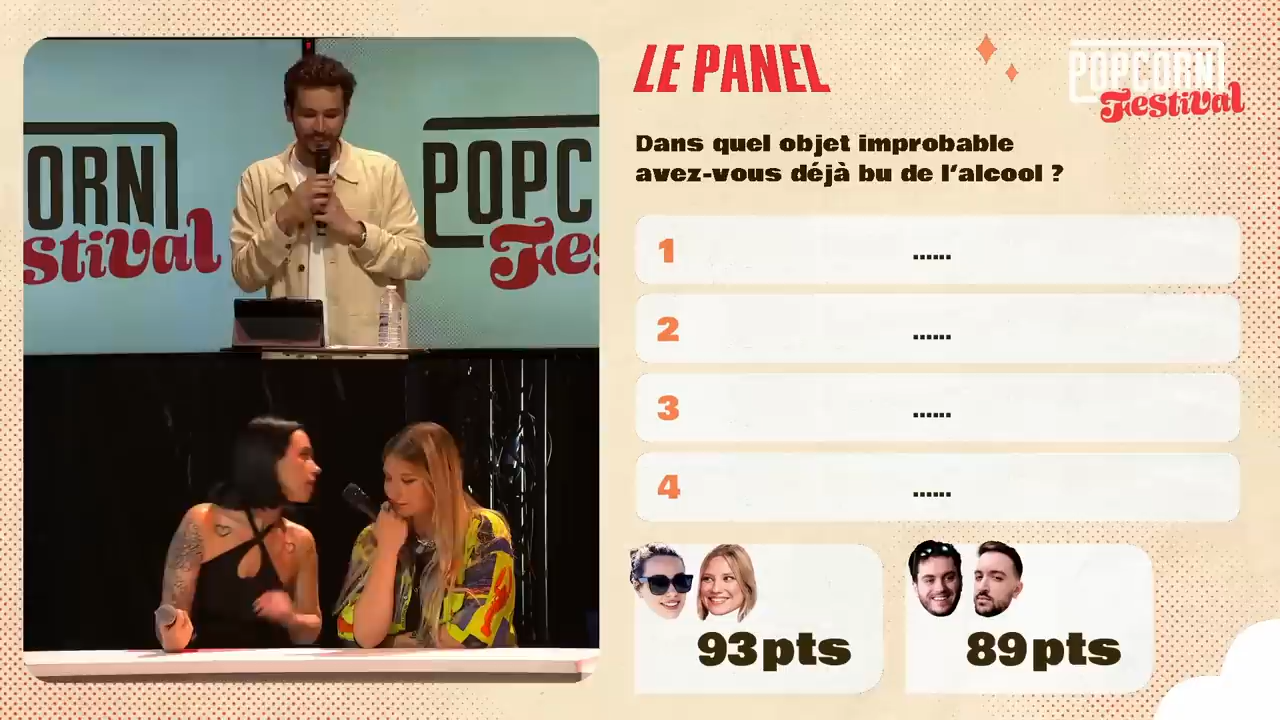 LE PANEL
POPCORN
Festival
Dans quel objet improbable
avez-vous déjà bu de l'alcool ?
1 ......
2 ......
3 ......
4 ......
93pts
89pts
ORN
stival
POPC
Fes